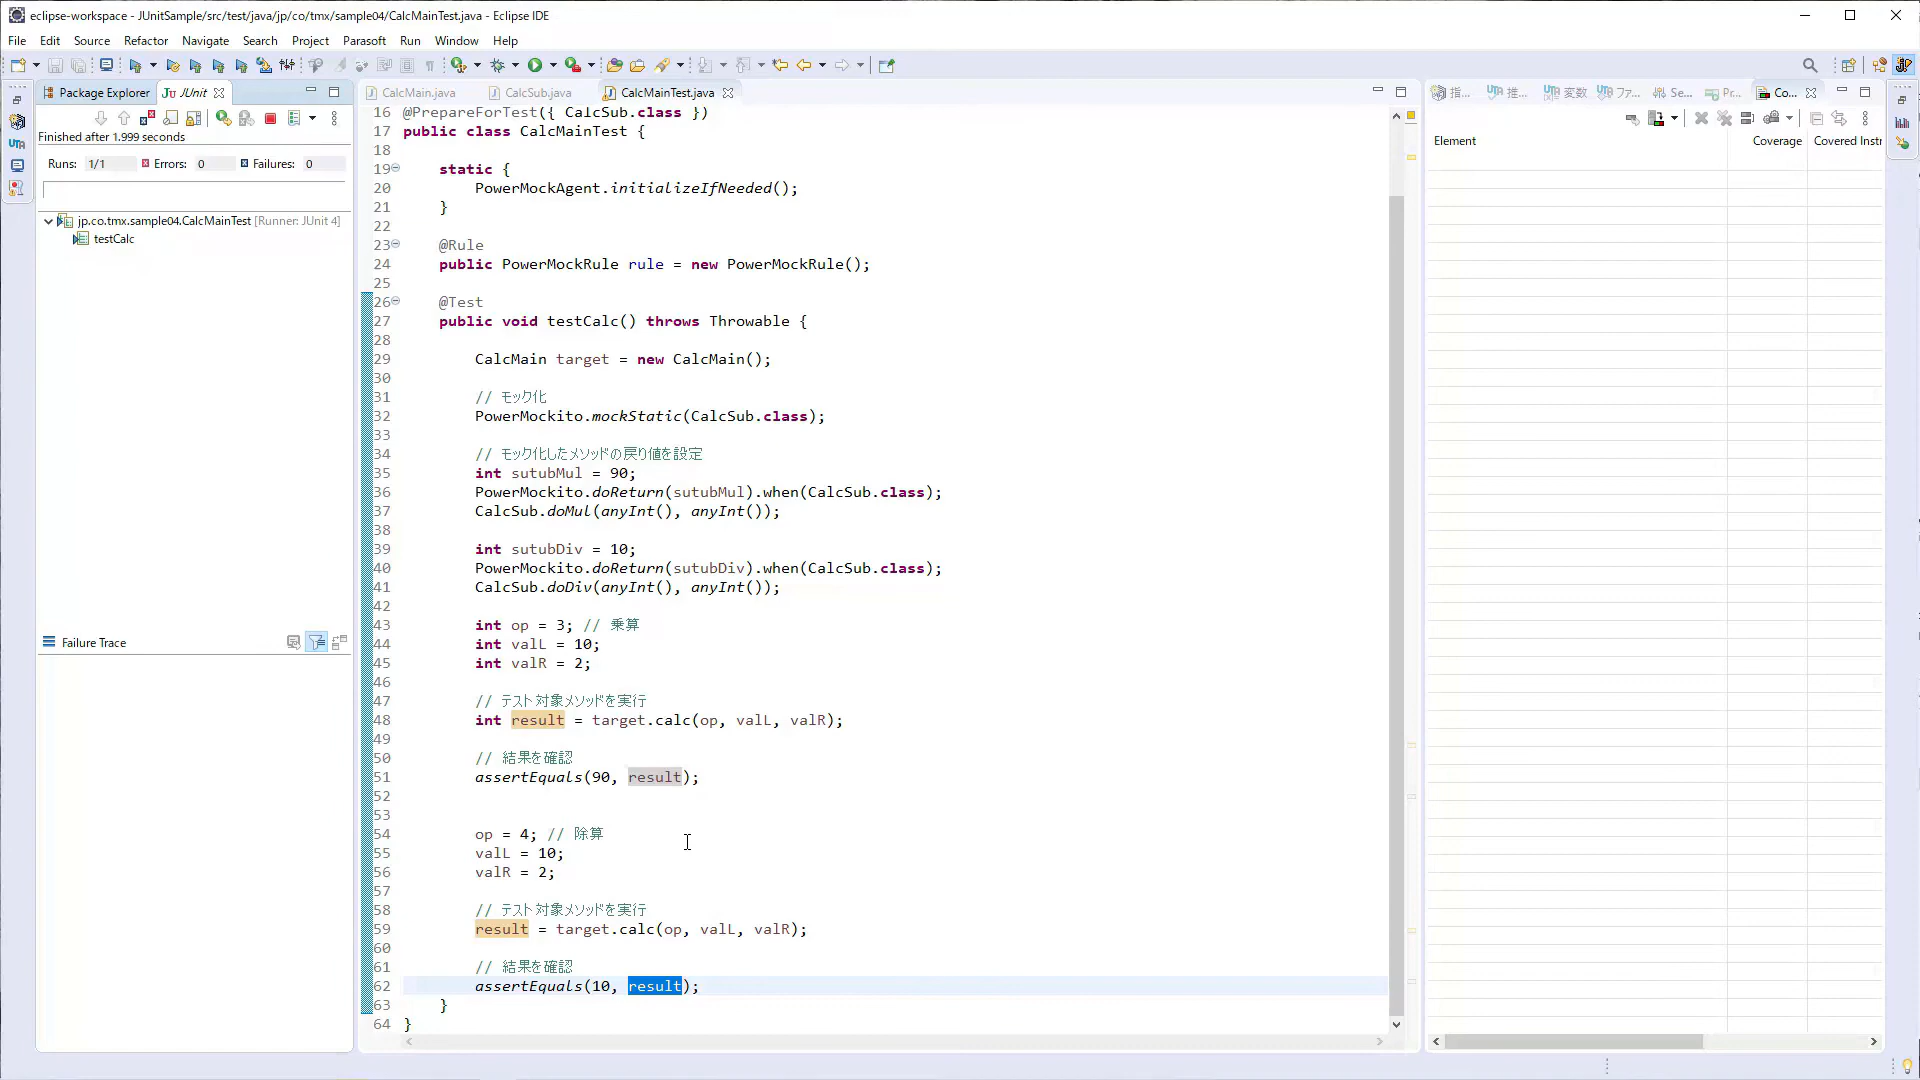 eclipse-workspace - JUnitSample/src/test/java/jp/co/tmx/sample04/CalcMainTest.java - Eclipse IDE
File Edit Source Refactor Navigate Search Project Parasoft Run Window Help
Package Explorer JUnit
Finished after 1.999 seconds
Runs: 1/1 Errors: 0 Failures: 0
jp.co.tmx.sample04.CalcMainTest [Runner: JUnit 4]
testCalc
Failure Trace
CalcMain.java CalcSub.java CalcMainTest.java
16 @PrepareForTest({ CalcSub.class })
17 public class CalcMainTest {
18
19 static {
20 PowerMockAgent.initializeIfNeeded();
21 }
22
23 @Rule
24 public PowerMockRule rule = new PowerMockRule();
25
26 @Test
27 public void testCalc() throws Throwable {
28
29 CalcMain target = new CalcMain();
30
31 // モック化
32 PowerMockito.mockStatic(CalcSub.class);
33
34 // モック化したメソッドの戻り値を設定
35 int sutubMul = 90;
36 PowerMockito.doReturn(sutubMul).when(CalcSub.class);
37 CalcSub.doMul(anyInt(), anyInt());
38
39 int sutubDiv = 10;
40 PowerMockito.doReturn(sutubDiv).when(CalcSub.class);
41 CalcSub.doDiv(anyInt(), anyInt());
42
43 int op = 3; // 乗算
44 int valL = 10;
45 int valR = 2;
46
47 // テスト対象メソッドを実行
48 int result = target.calc(op, valL, valR);
49
50 // 結果を確認
51 assertEquals(90, result);
52
53
54 op = 4; // 除算
55 valL = 10;
56 valR = 2;
57
58 // テスト対象メソッドを実行
59 result = target.calc(op, valL, valR);
60
61 // 結果を確認
62 assertEquals(10, result);
63 }
64 }
指... 推... 変数 ファ... Se... Pr... Co...
Element Coverage Covered Instr